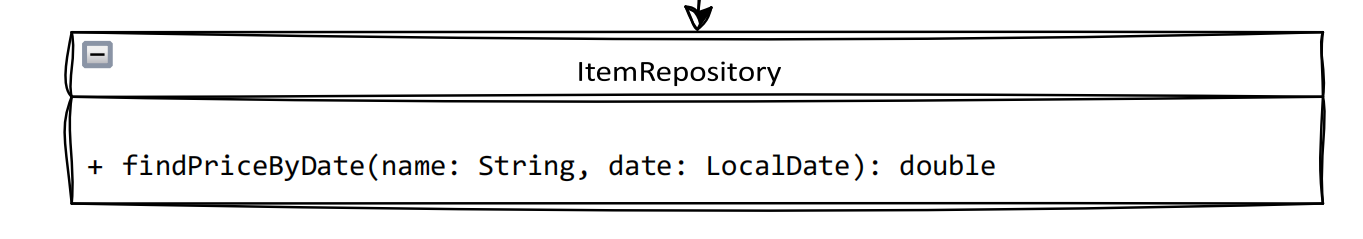 ItemRepository
+ findPriceByDate(name: String, date: LocalDate): double